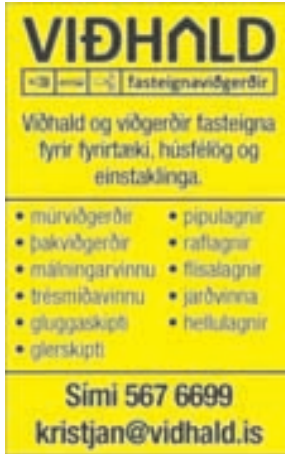 VIÐHALD
fasteignaviðgerðir
Viðhald og viðgerðir fasteigna
fyrir fyrirtæki, húsfélög og
einstaklinga.
• múrviðgerðir
• þakviðgerðir
• málningarvinnu
• trésmíðavinnu
• gluggaskipti
• glerskipti
• pípulagnir
• raflagnir
• flísalagnir
• jarðvinna
• hellulagnir
Sími 567 6699
kristjan@vidhald.is